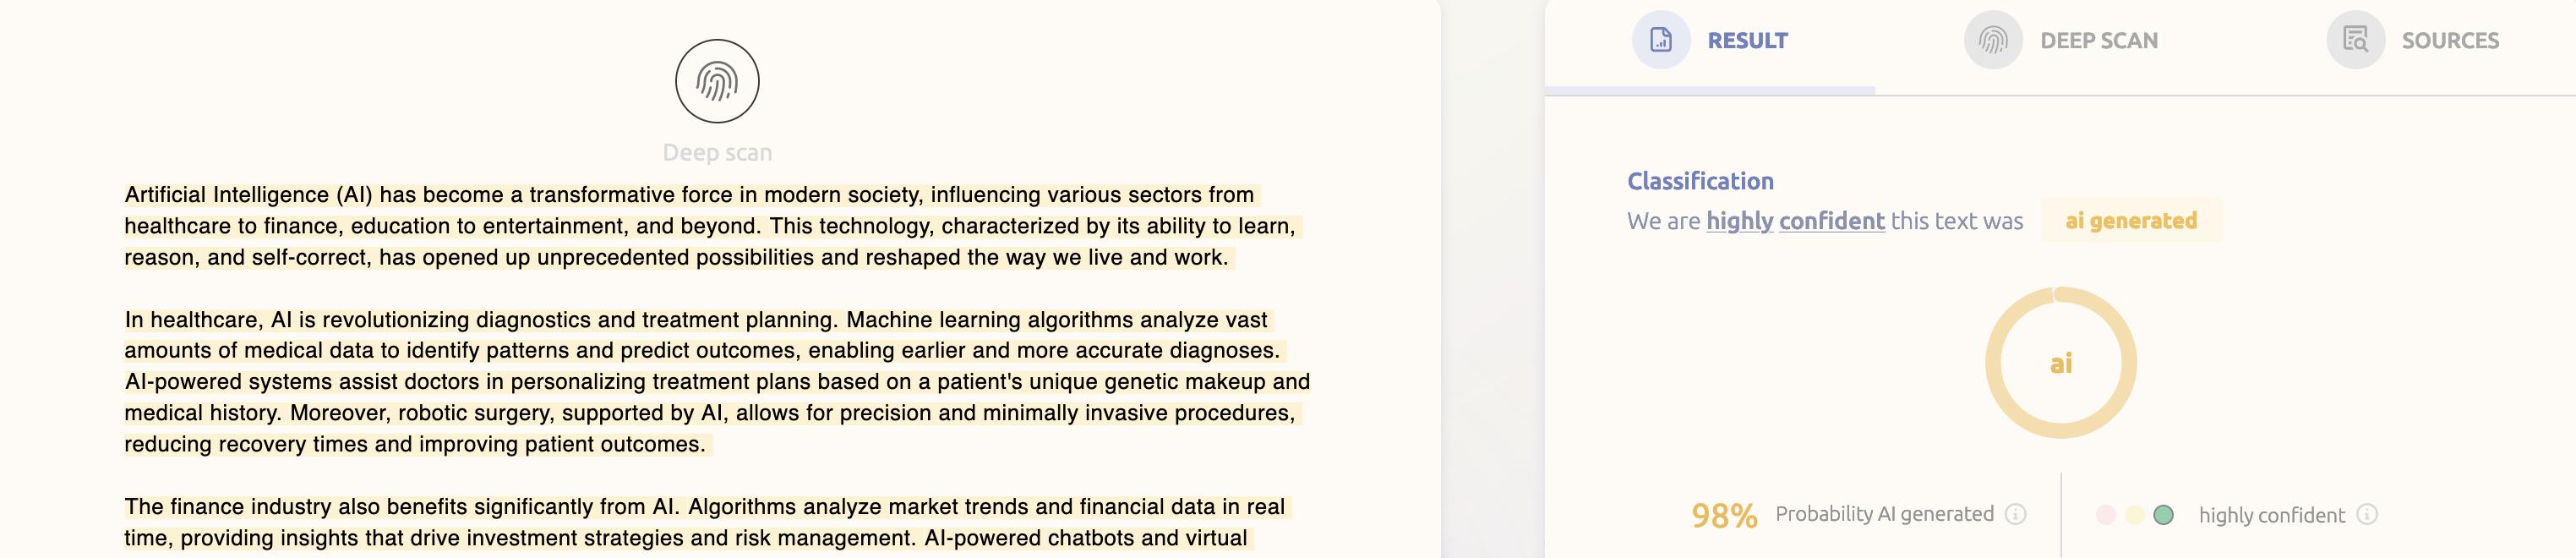 Deep scan
Artificial Intelligence (AI) has become a transformative force in modern society, influencing various sectors from
healthcare to finance, education to entertainment, and beyond. This technology, characterized by its ability to learn,
reason, and self-correct, has opened up unprecedented possibilities and reshaped the way we live and work.
In healthcare, AI is revolutionizing diagnostics and treatment planning. Machine learning algorithms analyze vast
amounts of medical data to identify patterns and predict outcomes, enabling earlier and more accurate diagnoses.
AI-powered systems assist doctors in personalizing treatment plans based on a patient's unique genetic makeup and
medical history. Moreover, robotic surgery, supported by AI, allows for precision and minimally invasive procedures,
reducing recovery times and improving patient outcomes.
The finance industry also benefits significantly from AI. Algorithms analyze market trends and financial data in real
time, providing insights that drive investment strategies and risk management. AI-powered chatbots and virtual
RESULT
DEEP SCAN
SOURCES
Classification
We are highly confident this text was ai generated
ai
98% Probability AI generated
highly confident